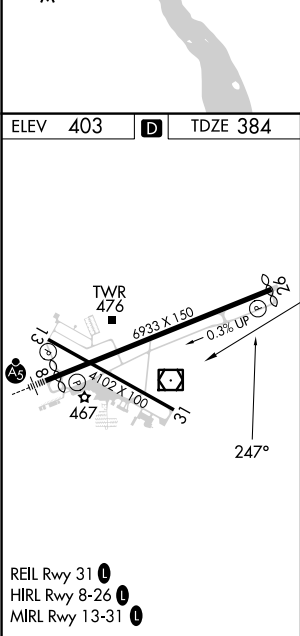 ELEV 403 D TDZE 384
TWR
476
6933 X 150
0.3% UP
26
P
13
P
A5
8
P
4102 X 100
467
31
247°
REIL Rwy 31 L
HIRL Rwy 8-26 L
MIRL Rwy 13-31 L